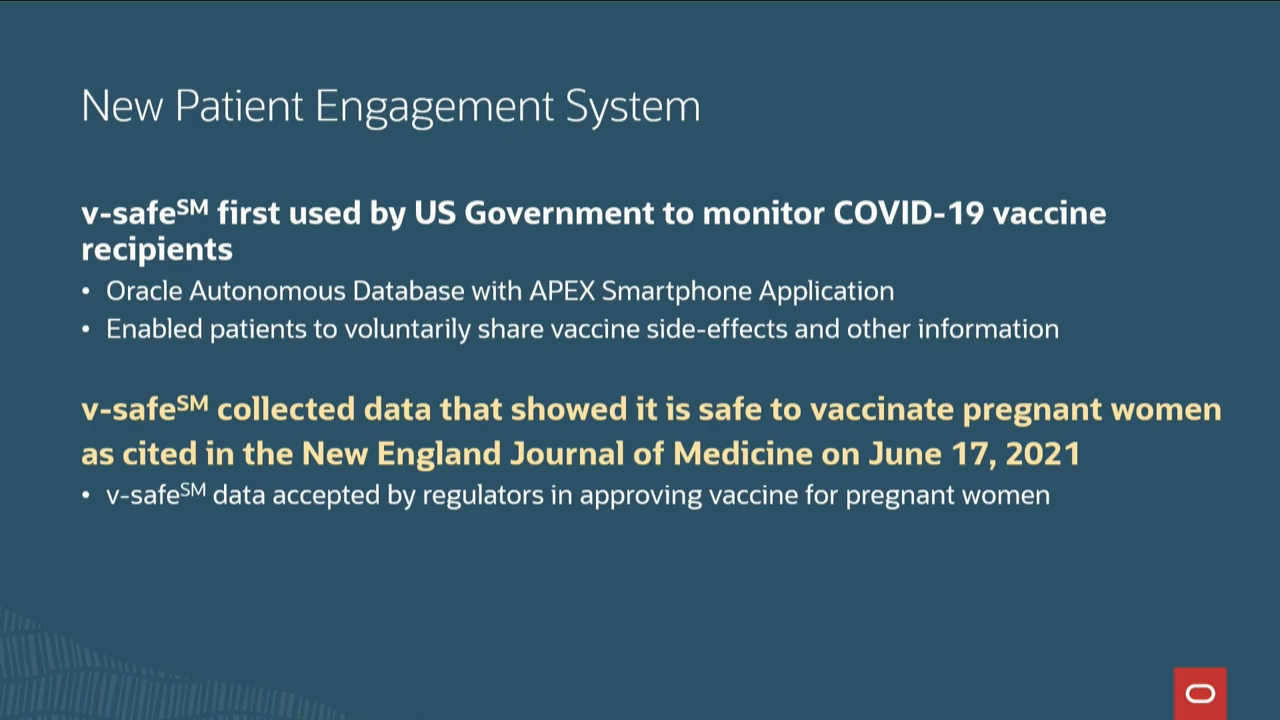 New Patient Engagement System
v-safeSM first used by US Government to monitor COVID-19 vaccine
recipients
• Oracle Autonomous Database with APEX Smartphone Application
• Enabled patients to voluntarily share vaccine side-effects and other information
v-safeSM collected data that showed it is safe to vaccinate pregnant women
as cited in the New England Journal of Medicine on June 17, 2021
• v-safeSM data accepted by regulators in approving vaccine for pregnant women